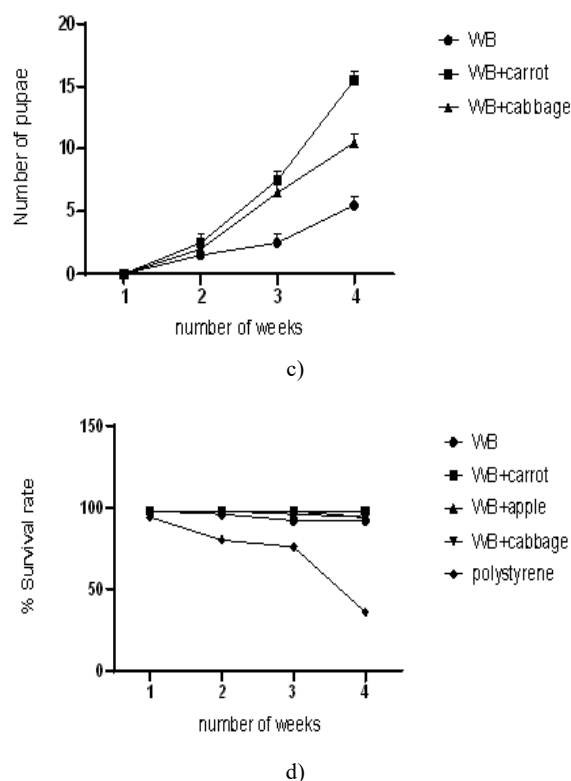 20
15
10
5
0
Number of pupae
1 2 3 4
number of weeks
WB
WB+carrot
WB+cabbage
c)
150
100
50
0
% Survival rate
1 2 3 4
number of weeks
WB
WB+carrot
WB+apple
WB+cabbage
polystyrene
d)